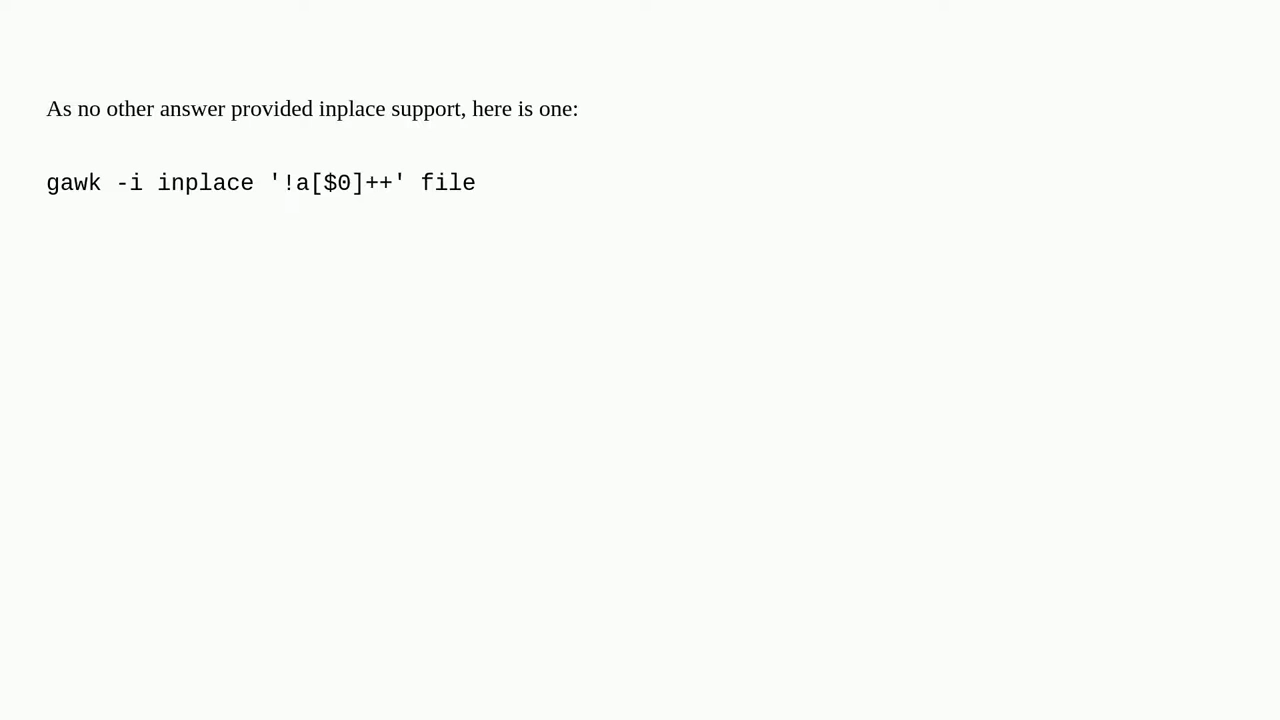 As no other answer provided inplace support, here is one:
gawk -i inplace '!a[$0]++' file